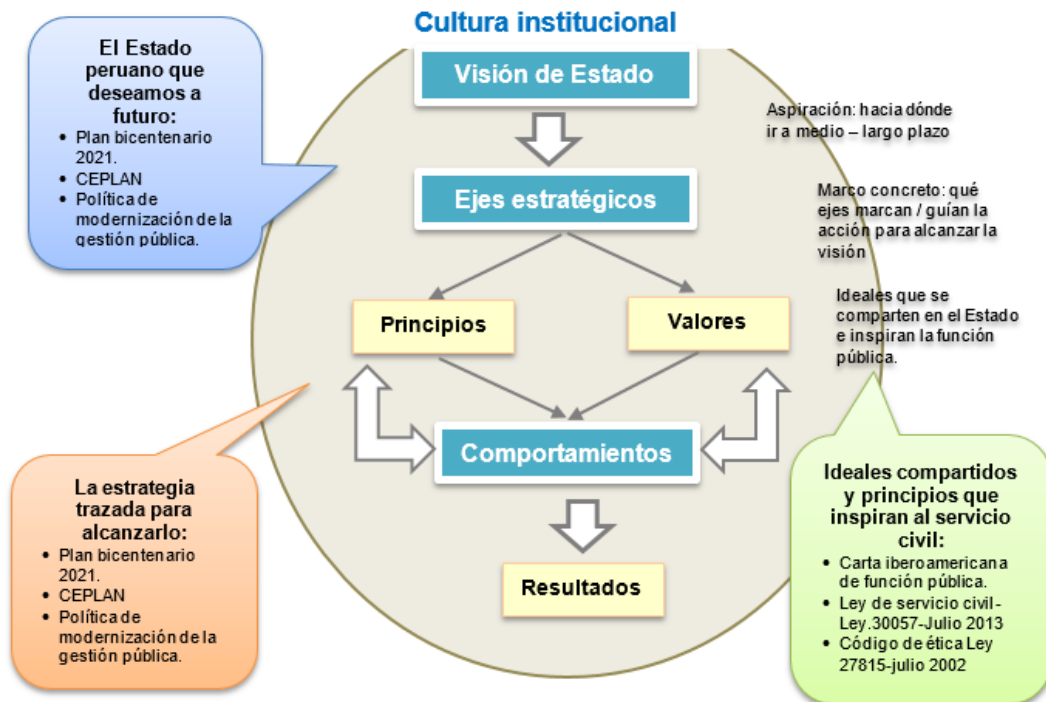 Cultura institucional
El Estado
peruano que
deseamos a
futuro:
• Plan bicentenario
2021.
• CEPLAN
• Política de
modernización de la
gestión pública.
Visión de Estado
Aspiración: hacia dónde
ir a medio – largo plazo
Ejes estratégicos
Marco concreto: qué
ejes marcan / guían la
acción para alcanzar la
visión
Principios
Valores
Ideales que se
comparten en el Estado
e inspiran la función
pública.
Comportamientos
Resultados
La estrategia
trazada para
alcanzarlo:
• Plan bicentenario
2021.
• CEPLAN
• Política de
modernización de la
gestión pública.
Ideales compartidos
y principios que
inspiran al servicio
civil:
• Carta iberoamericana
de función pública.
• Ley de servicio civil-
Ley.30057-Julio 2013
• Código de ética Ley
27815-julio 2002